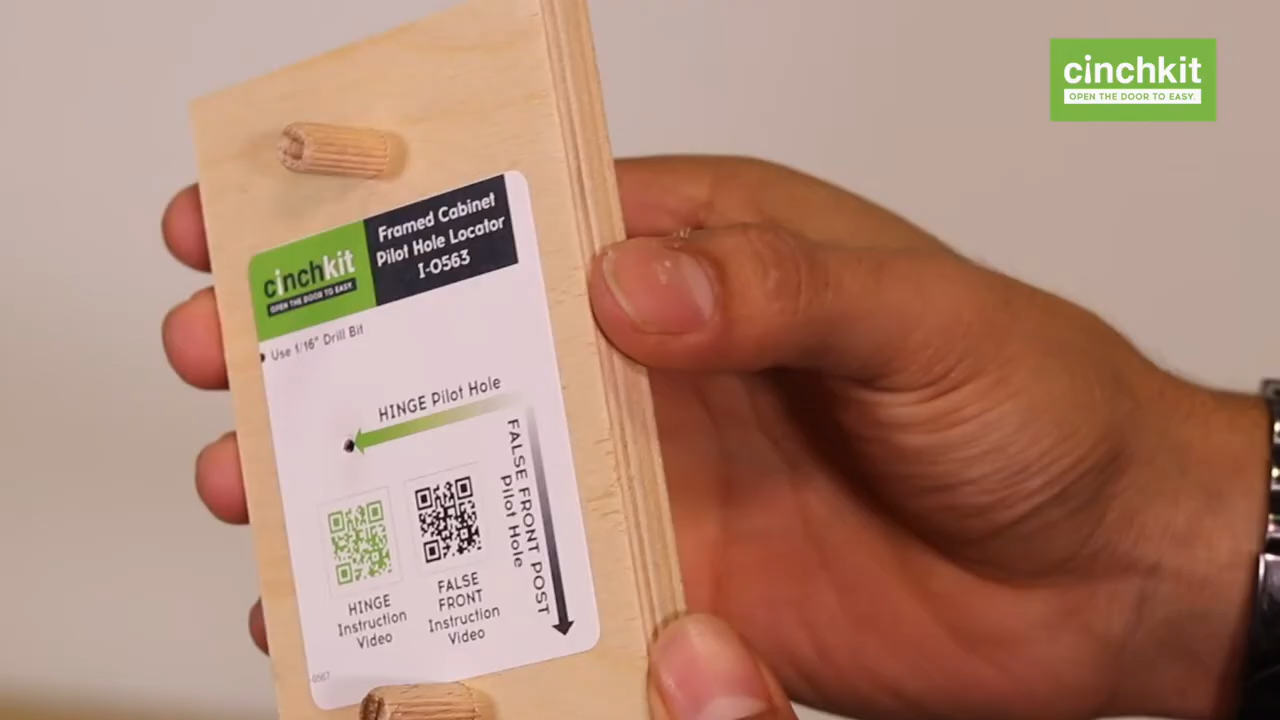 cinchkit
OPEN THE DOOR TO EASY.
cinchkit
OPEN THE DOOR TO EASY.
Framed Cabinet
Pilot Hole Locator
I-0563
Use 1/16" Drill Bit
HINGE Pilot Hole
FALSE FRONT POST
Pilot Hole
HINGE
Instruction
Video
FALSE
FRONT
Instruction
Video
-0567